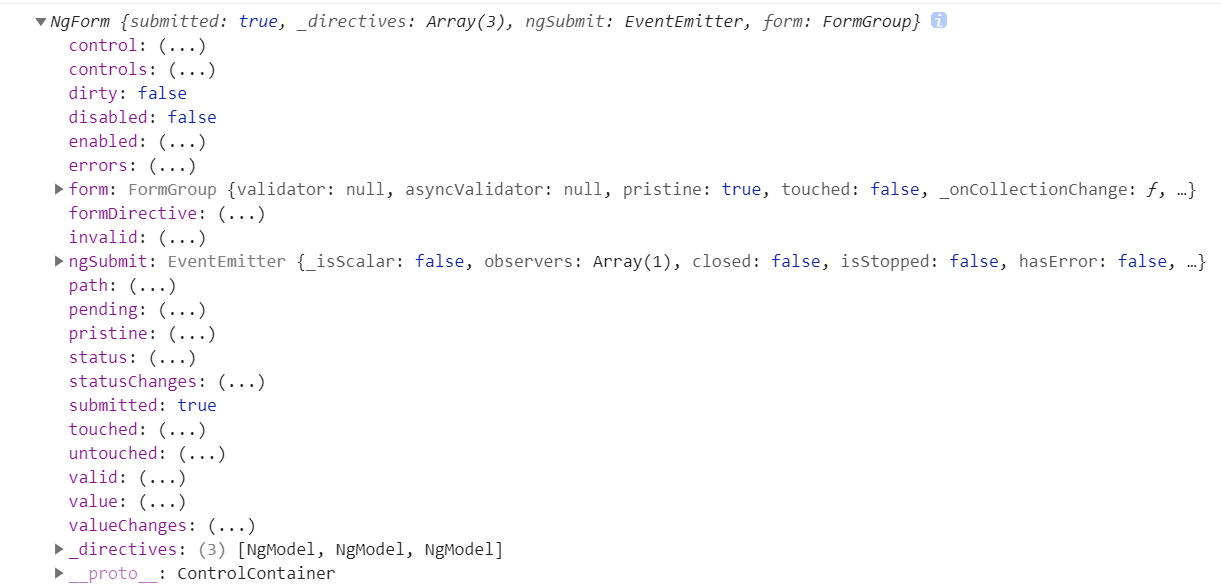 NgForm {submitted: true, _directives: Array(3), ngSubmit: EventEmitter, form: FormGroup} i
control: (...)
controls: (...)
dirty: false
disabled: false
enabled: (...)
errors: (...)
form: FormGroup {validator: null, asyncValidator: null, pristine: true, touched: false, _onCollectionChange: ƒ, …}
formDirective: (...)
invalid: (...)
ngSubmit: EventEmitter {_isScalar: false, observers: Array(1), closed: false, isStopped: false, hasError: false, …}
path: (...)
pending: (...)
pristine: (...)
status: (...)
statusChanges: (...)
submitted: true
touched: (...)
untouched: (...)
valid: (...)
value: (...)
valueChanges: (...)
_directives: (3) [NgModel, NgModel, NgModel]
__proto__: ControlContainer